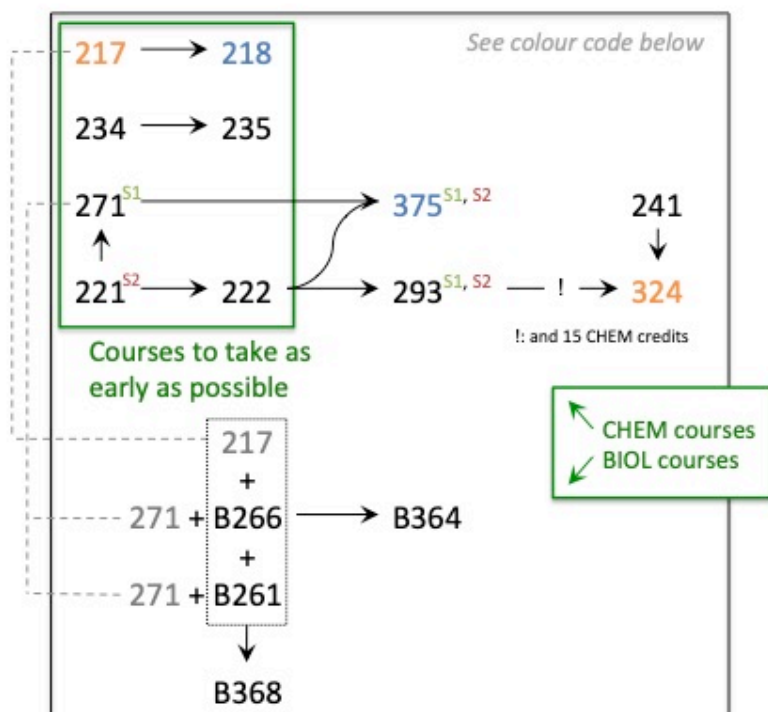 217 218 See colour code below
234 235
271S1 375S1, S2 241
221S2 222 293S1, S2 ! 324
!: and 15 CHEM credits
Courses to take as
early as possible
217
CHEM courses
BIOL courses
+
271 + B266 B364
+
271 + B261
B368